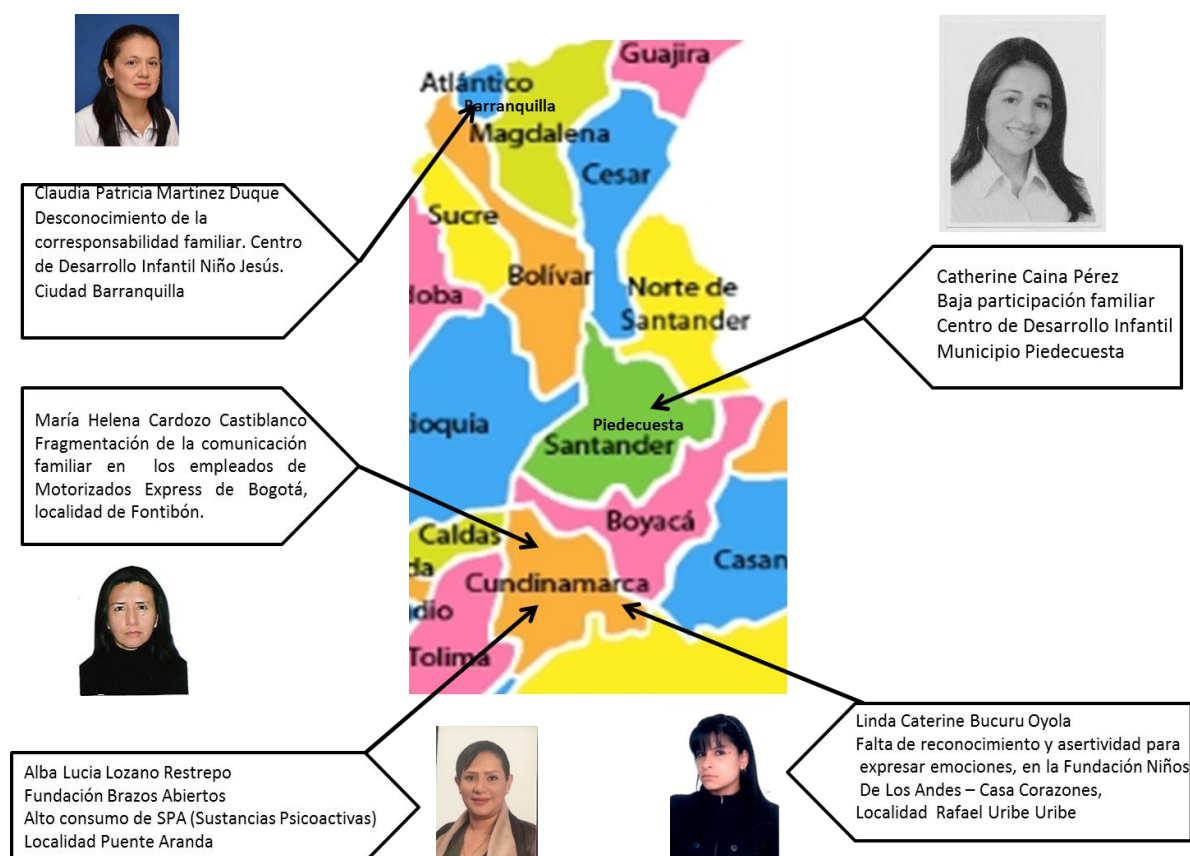 Claudia Patricia Martinez Duque
Desconocimiento de la
corresponsabilidad familiar. Centro
de Desarrollo Infantil Niño Jesús.
Ciudad Barranquilla
María Helena Cardozo Castiblanco
Fragmentación de la comunicación
familiar en los empleados de
Motorizados Express de Bogotá,
localidad de Fontibón.
Alba Lucia Lozano Restrepo
Fundación Brazos Abiertos
Alto consumo de SPA (Sustancias Psicoactivas)
Localidad Puente Aranda
Guajira
Atlántico
Barranquilla
Magdalena
Cesar
Sucre
Bolívar
Norte de
Santander
doba
ioquia
Piedecuesta
Santander
Boyacá
Caldas
Casan
da
Cundinamarca
dio
Tolima
Catherine Caina Pérez
Baja participación familiar
Centro de Desarrollo Infantil
Municipio Piedecuesta
Linda Caterine Bucuru Oyola
Falta de reconocimiento y asertividad para
expresar emociones, en la Fundación Niños
De Los Andes – Casa Corazones,
Localidad Rafael Uribe Uribe